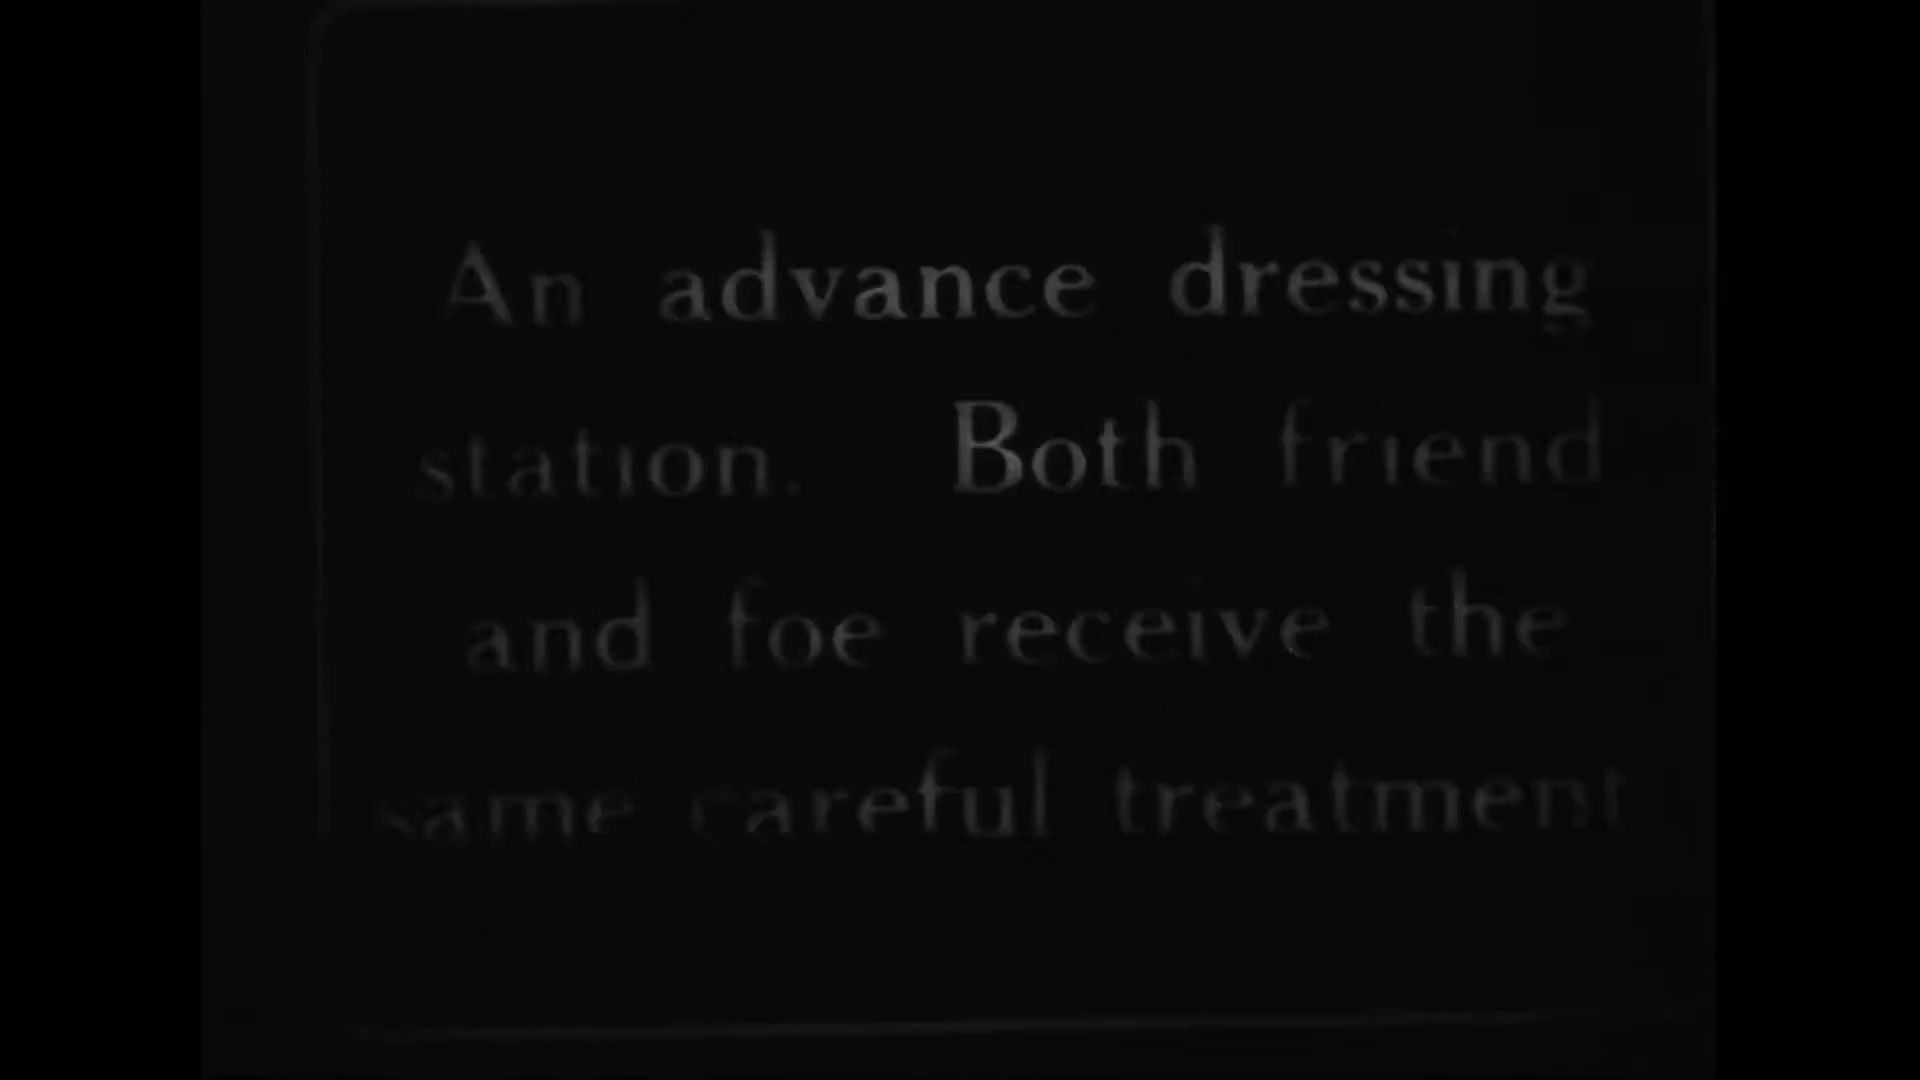 An advance dressing
station. Both friend
and foe receive the
same careful treatment